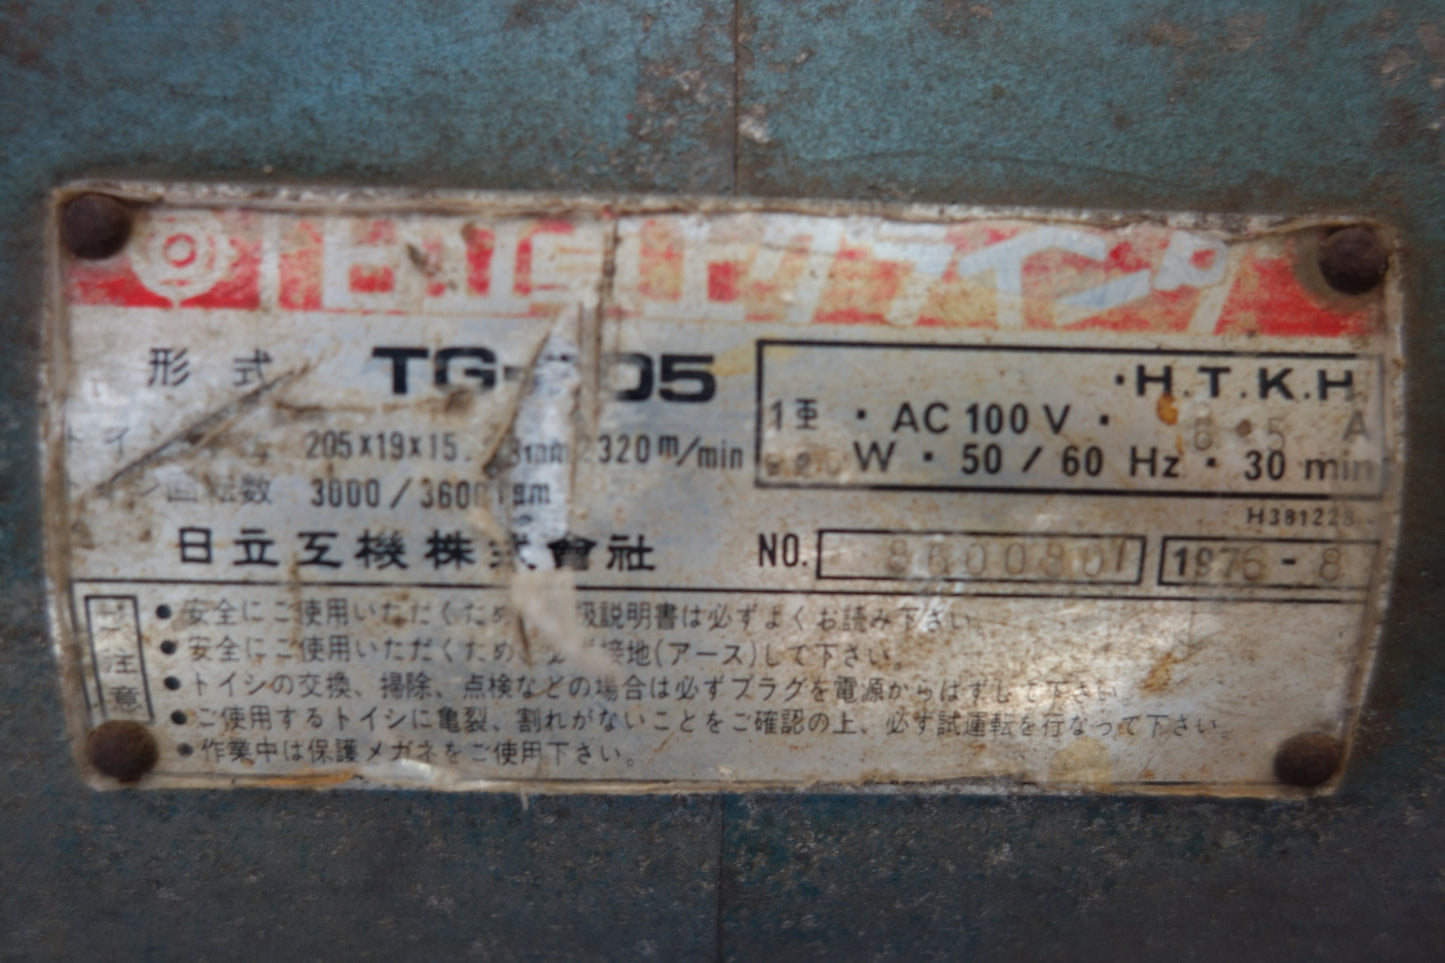 形式 TG- 05
・H.T.K.H
・AC 100 V・ 6.5 A
W・50/60 Hz・30 min
205x19x15. 2320 m/min
回転数 3000/3600
H381228
日立工機株式會社 NO. 8600807 1976-8
注意
●安全にご使用いただくため 説明書は必ずよくお読み下さい
●安全にご使用いただくため 接地(アース)して下さい。
●トイシの交換、掃除、点検などの場合は必ずプラグを電源からはずして下さい。
●ご使用するトイシに亀裂、割れがないことをご確認の上、必ず試運転を行なって下さい。
●作業中は保護メガネをご使用下さい。